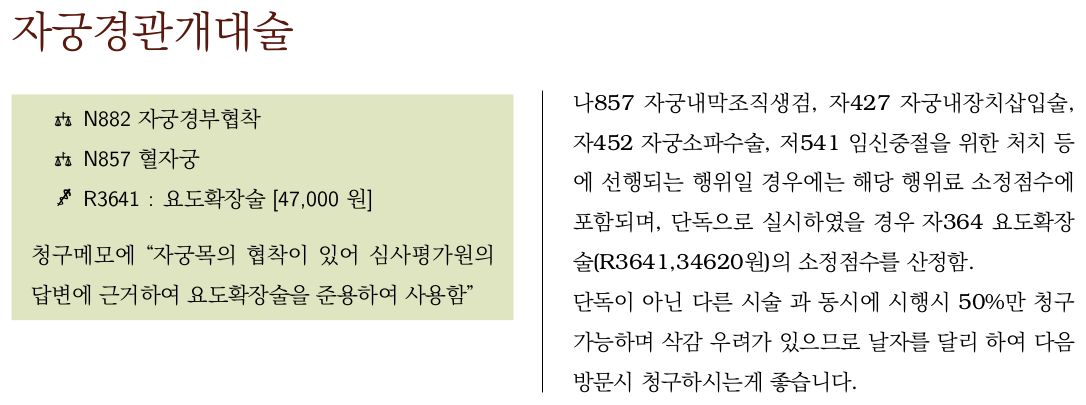 자궁경관개대술
N882 자궁경부협착
N857 혈자궁
R3641 : 요도확장술 [47,000 원]
청구메모에 “자궁목의 협착이 있어 심사평가원의
답변에 근거하여 요도확장술을 준용하여 사용함”
나857 자궁내막조직생검, 자427 자궁내장치삽입술,
자452 자궁소파수술, 저541 임신중절을 위한 처치 등
에 선행되는 행위일 경우에는 해당 행위료 소정점수에
포함되며, 단독으로 실시하였을 경우 자364 요도확장
술(R3641,34620원)의 소정점수를 산정함.
단독이 아닌 다른 시술 과 동시에 시행시 50%만 청구
가능하며 삭감 우려가 있으므로 날자를 달리 하여 다음
방문시 청구하시는게 좋습니다.